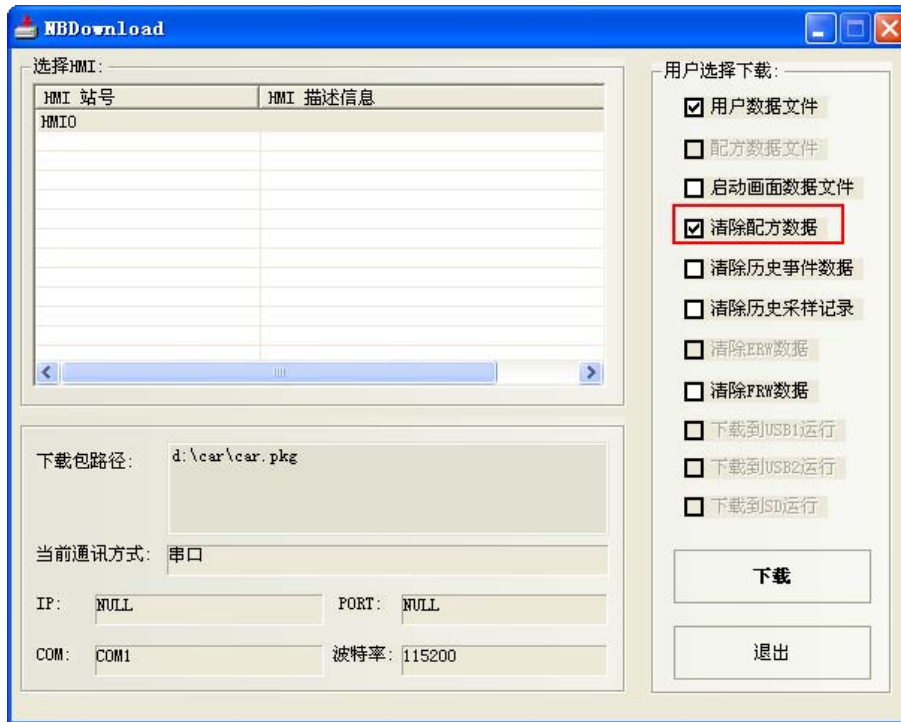 NBDownload
选择HMI:
HMI 站号
HMI 描述信息
HMI0
下载包路径:
d:\car\car.pkg
当前通讯方式:
串口
IP:
NULL
PORT:
NULL
COM:
COM1
波特率:
115200
用户选择下载:
用户数据文件
配方数据文件
启动画面数据文件
清除配方数据
清除历史事件数据
清除历史采样记录
清除ERW数据
清除FRW数据
下载到USB1运行
下载到USB2运行
下载到SD运行
下载
退出